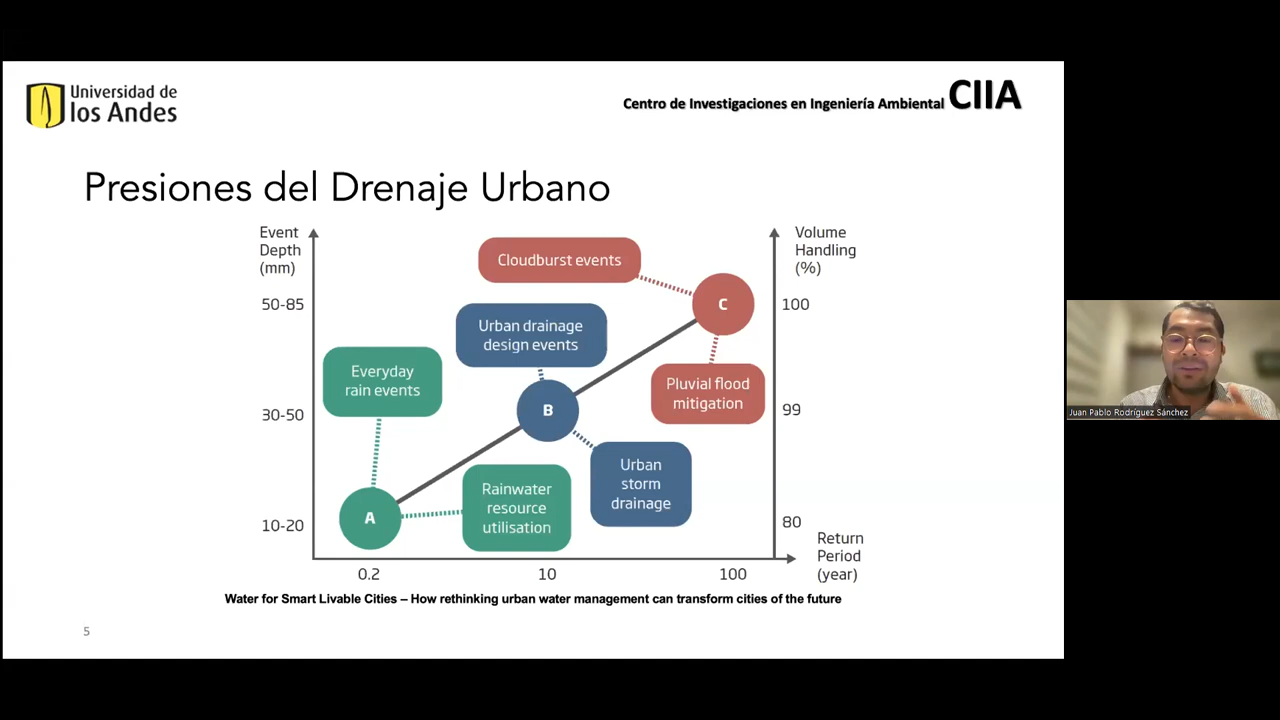 Universidad de
los Andes
Centro de Investigaciones en Ingeniería Ambiental CIIA
Presiones del Drenaje Urbano
Event
Depth
(mm)
50-85
30-50
10-20
Volume
Handling
(%)
100
99
80
Cloudburst events
C
Urban drainage
design events
Everyday
rain events
Pluvial flood
mitigation
B
Urban
storm
drainage
Rainwater
resource
utilisation
A
Return
Period
(year)
0.2
10
100
Water for Smart Livable Cities – How rethinking urban water management can transform cities of the future
5
Juan Pablo Rodríguez Sánchez